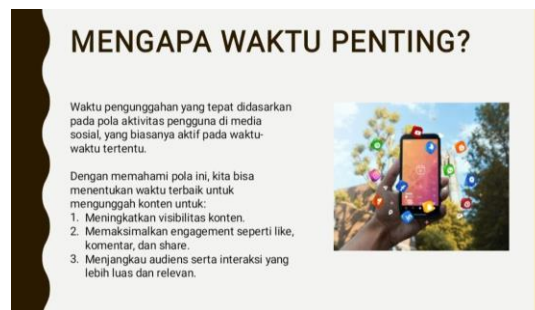 MENGAPA WAKTU PENTING?
Waktu pengunggahan yang tepat didasarkan
pada pola aktivitas pengguna di media
sosial, yang biasanya aktif pada waktu-
waktu tertentu.
Dengan memahami pola ini, kita bisa
menentukan waktu terbaik untuk
mengunggah konten untuk:
1. Meningkatkan visibilitas konten.
2. Memaksimalkan engagement seperti like,
komentar, dan share.
3. Menjangkau audiens serta interaksi yang
lebih luas dan relevan.